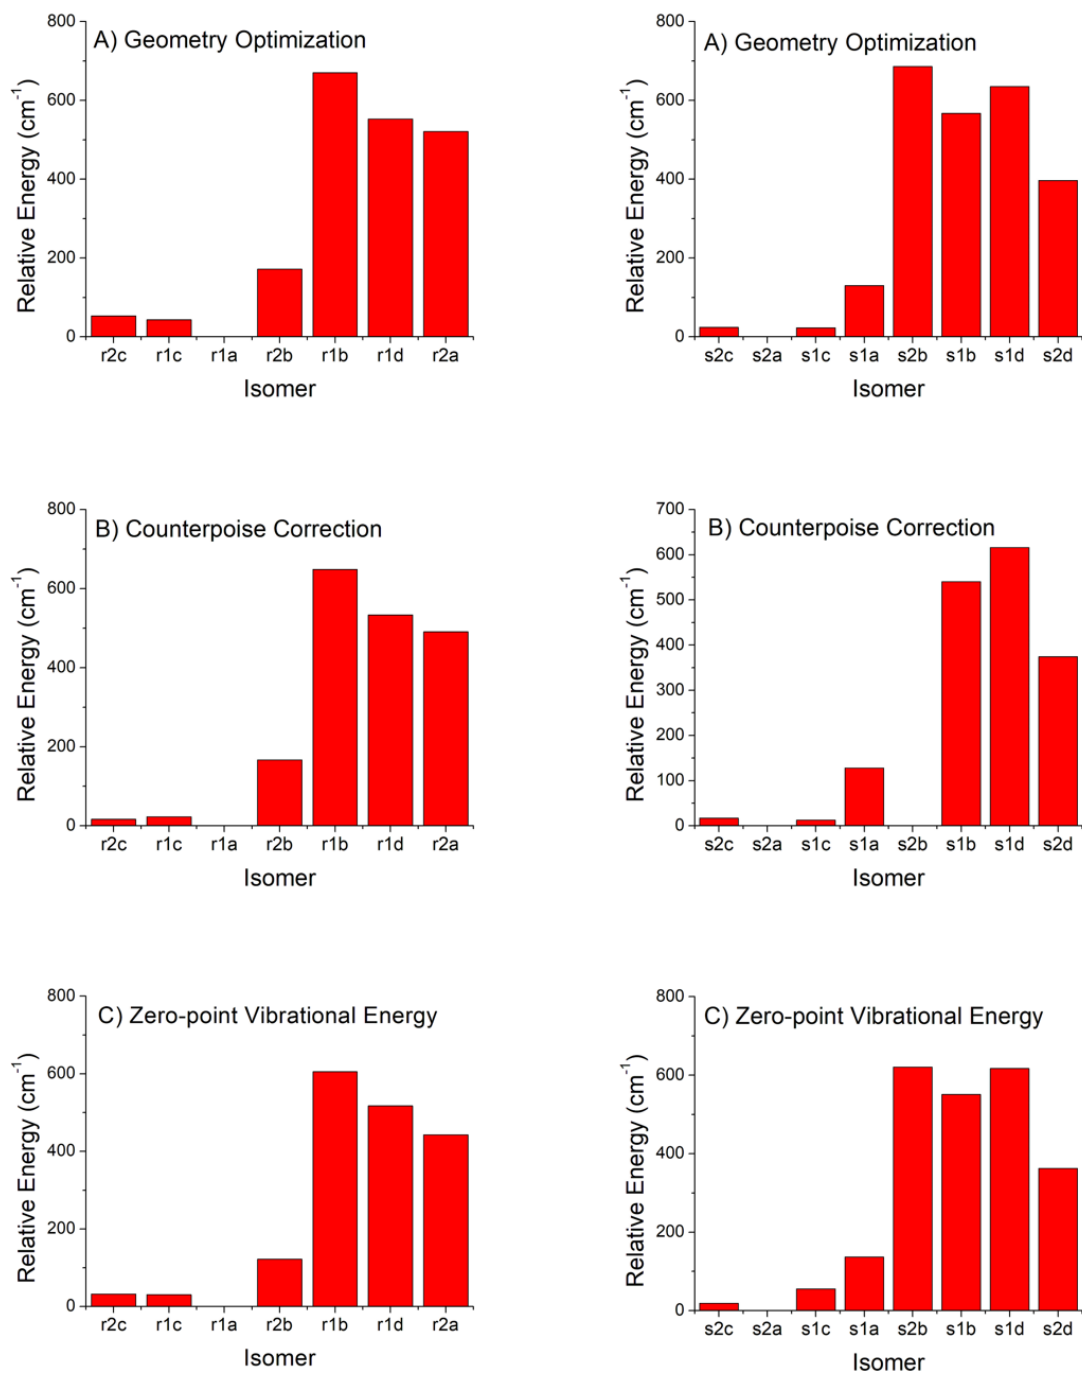 A) Geometry Optimization
Relative Energy (cm⁻¹)
800
600
400
200
0
r2c r1c r1a r2b r1b r1d r2a
Isomer
A) Geometry Optimization
Relative Energy (cm⁻¹)
800
600
400
200
0
s2c s2a s1c s1a s2b s1b s1d s2d
Isomer
B) Counterpoise Correction
Relative Energy (cm⁻¹)
800
600
400
200
0
r2c r1c r1a r2b r1b r1d r2a
Isomer
B) Counterpoise Correction
Relative Energy (cm⁻¹)
700
600
500
400
300
200
100
0
s2c s2a s1c s1a s2b s1b s1d s2d
Isomer
C) Zero-point Vibrational Energy
Relative Energy (cm⁻¹)
800
600
400
200
0
r2c r1c r1a r2b r1b r1d r2a
Isomer
C) Zero-point Vibrational Energy
Relative Energy (cm⁻¹)
800
600
400
200
0
s2c s2a s1c s1a s2b s1b s1d s2d
Isomer